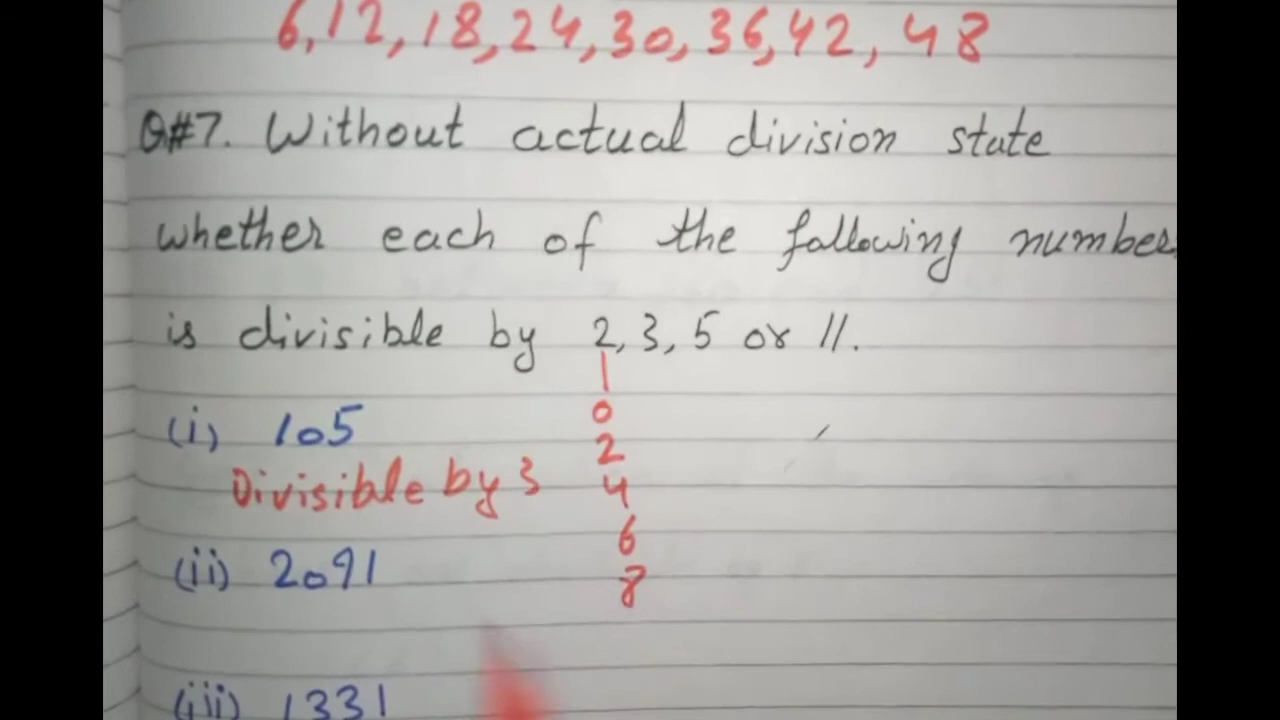 6, 12, 18, 24, 30, 36, 42, 48
Q#7. Without actual division state
whether each of the following number
is divisible by 2, 3, 5 or 11.
(i) 105
Divisible by 3
0
2
4
6
8
(ii) 2091
(iii) 1331